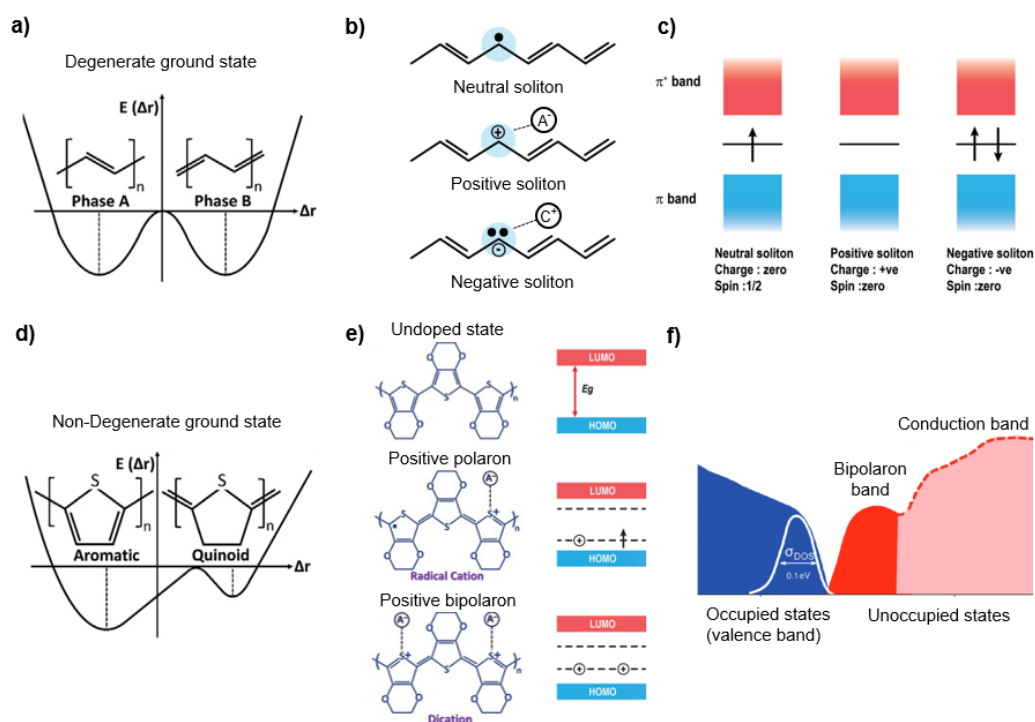 a)
Degenerate ground state
E (Δr)
n
n
Phase A
Phase B
Δr
b)
Neutral soliton
+
A⁻
Positive soliton
C⁺
-
Negative soliton
c)
π* band
π band
Neutral soliton
Charge : zero
Spin :1/2
Positive soliton
Charge : +ve
Spin :zero
Negative soliton
Charge : -ve
Spin :zero
d)
Non-Degenerate ground state
E (Δr)
S
S
n
n
Aromatic
Quinoid
Δr
e)
Undoped state
O O
S S
S
n
O O O O
LUMO
Eg
HOMO
Positive polaron
A⁻
O O
S S⁺
S
n
O O O O
Radical Cation
LUMO
+
HOMO
Positive bipolaron
A⁻ A⁻
O O
S⁺ S⁺
S
n
O O O O
Dication
LUMO
+ +
HOMO
f)
Conduction band
Bipolaron
band
σDOS
0.1eV
Occupied states
(valence band)
Unoccupied states